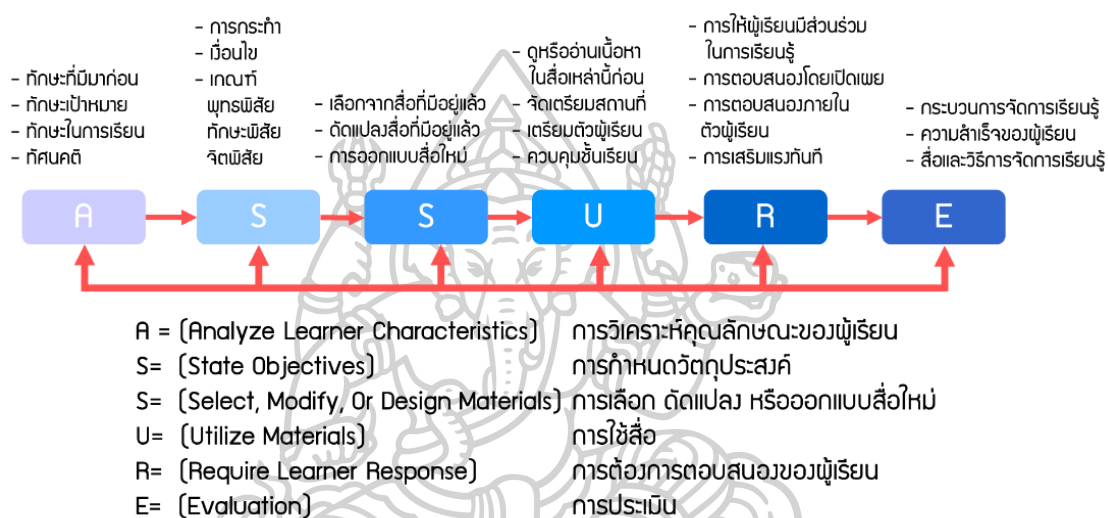 - ทักษะที่มีมาก่อน
- ทักษะเป้าหมาย
- ทักษะในการเรียน
- ทัศนคติ
- การกระทำ
- เงื่อนไข
- เกณฑ์
พุทธพิสัย
ทักษะพิสัย
จิตพิสัย
- เลือกจากสื่อที่มีอยู่แล้ว
- ดัดแปลงสื่อที่มีอยู่แล้ว
- การออกแบบสื่อใหม่
- ดูหรืออ่านเนื้อหา
ในสื่อเหล่านี้ก่อน
- จัดเตรียมสถานที่
- เตรียมตัวผู้เรียน
- ควบคุมชั้นเรียน
- การให้ผู้เรียนมีส่วนร่วม
ในการเรียนรู้
- การตอบสนองโดยเปิดเผย
- การตอบสนองภายใน
ตัวผู้เรียน
- การเสริมแรงทันที
- กระบวนการจัดการเรียนรู้
- ความสำเร็จของผู้เรียน
- สื่อและวิธีการจัดการเรียนรู้
A S S U R E
A = (Analyze Learner Characteristics) การวิเคราะห์คุณลักษณะของผู้เรียน
S= (State Objectives) การกำหนดวัตถุประสงค์
S= (Select, Modify, Or Design Materials) การเลือก ดัดแปลง หรือออกแบบสื่อใหม่
U= (Utilize Materials) การใช้สื่อ
R= (Require Learner Response) การต้องการตอบสนองของผู้เรียน
E= (Evaluation) การประเมิน